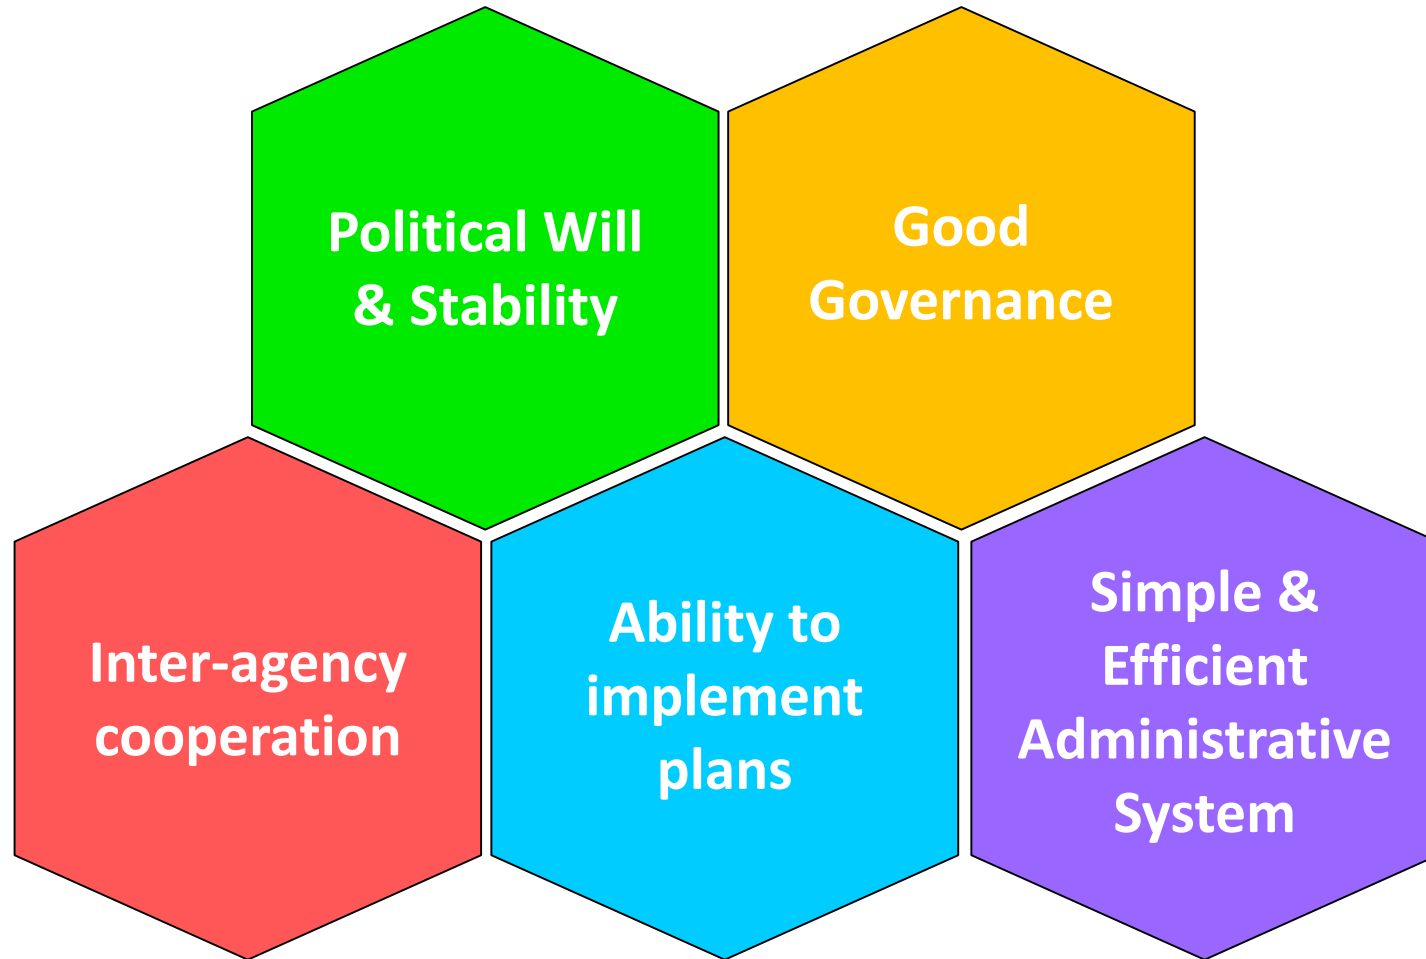 Political Will
& Stability
Good
Governance
Inter-agency
cooperation
Ability to
implement
plans
Simple &
Efficient
Administrative
System